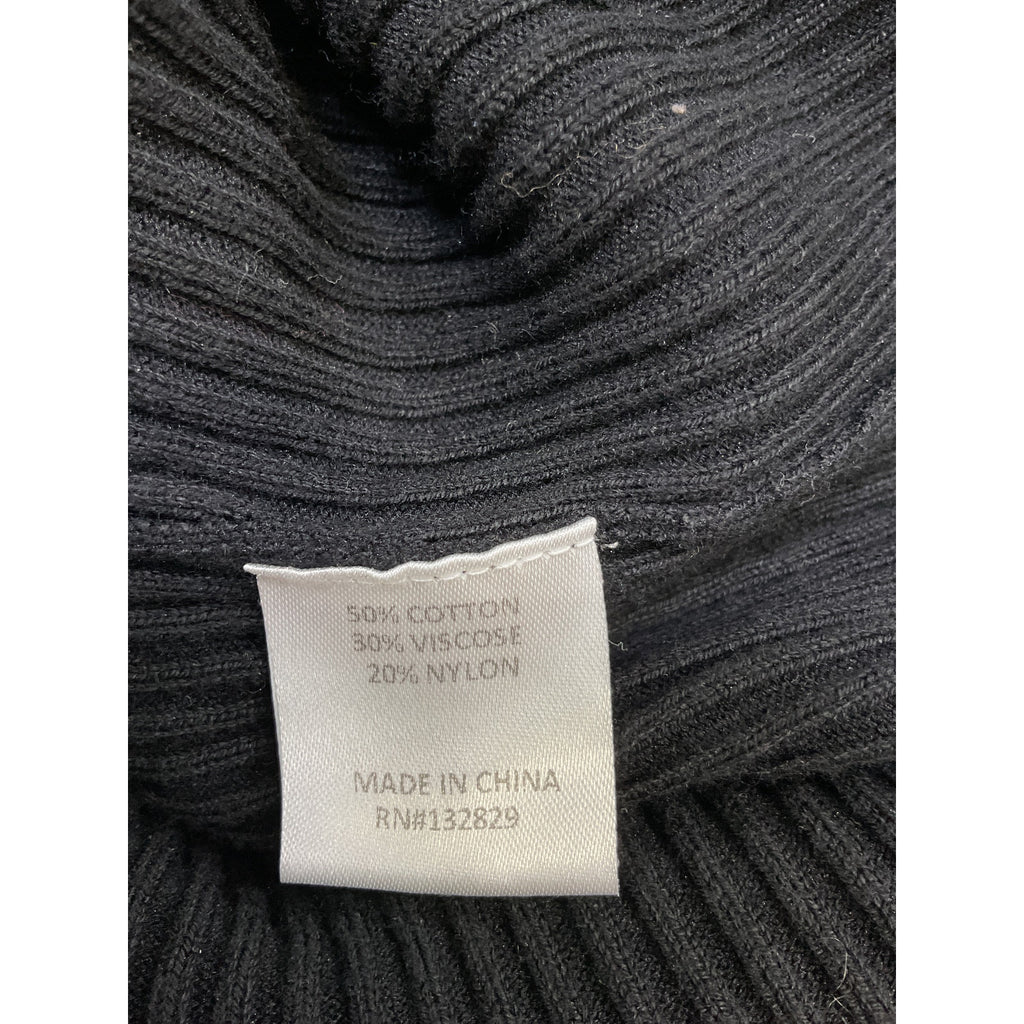 50% COTTON
30% VISCOSE
20% NYLON
MADE IN CHINA
RN#132829